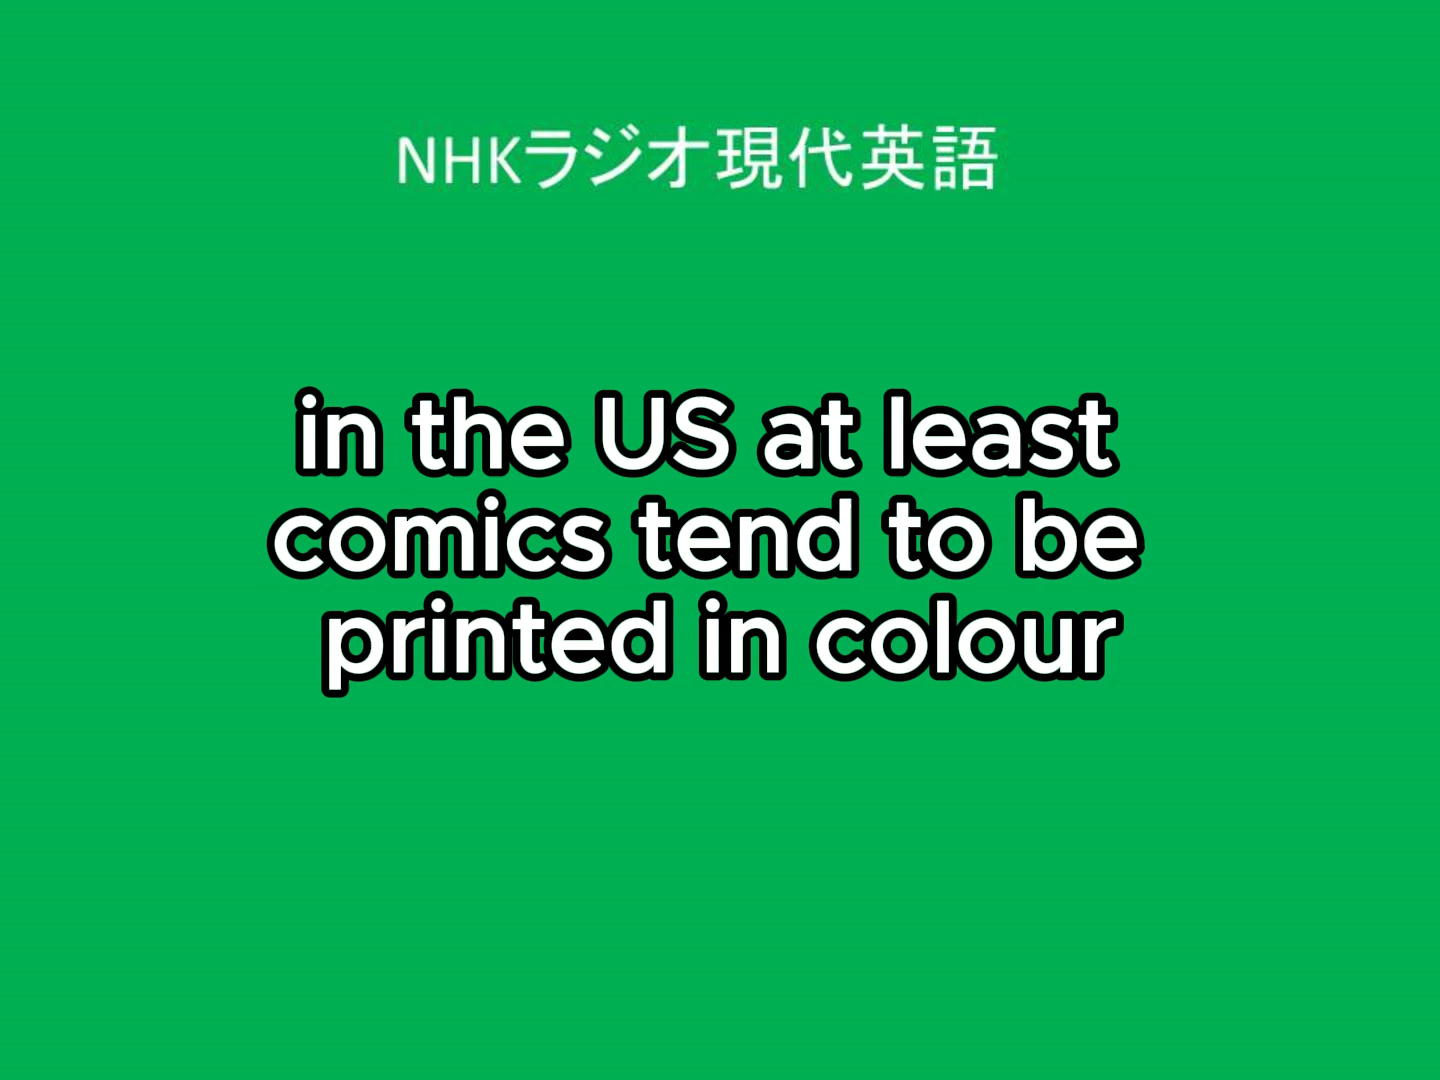 NHKラジオ現代英語
in the US at least
comics tend to be
printed in colour